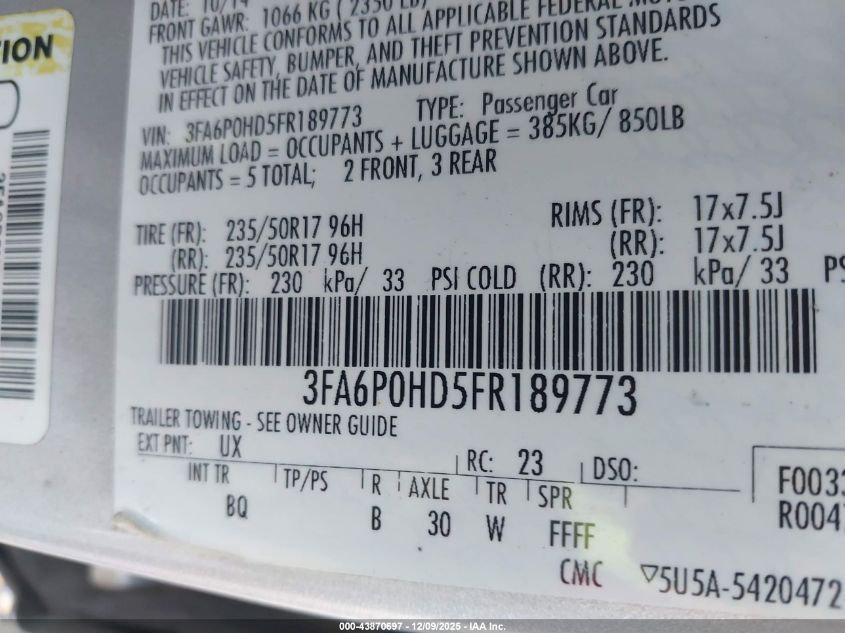 DATE: 10/14
FRONT GAWR: 1066 KG ( 2350 LB)
THIS VEHICLE CONFORMS TO ALL APPLICABLE FEDERAL
VEHICLE SAFETY, BUMPER, AND THEFT PREVENTION STANDARDS
IN EFFECT ON THE DATE OF MANUFACTURE SHOWN ABOVE.
VIN: 3FA6P0HD5FR189773 TYPE: Passenger Car
MAXIMUM LOAD = OCCUPANTS + LUGGAGE = 385KG/ 850LB
OCCUPANTS = 5 TOTAL; 2 FRONT, 3 REAR
TIRE (FR): 235/50R17 96H RIMS (FR): 17x7.5J
(RR): 235/50R17 96H (RR): 17x7.5J
PRESSURE (FR): 230 kPa/ 33 PSI COLD (RR): 230 kPa/ 33 PS
3FA6P0HD5FR189773
TRAILER TOWING - SEE OWNER GUIDE
EXT PNT: UX RC: 23 DSO:
INT TR TP/PS R AXLE TR SPR
BQ B 30 W FFFF
F003
R004
CMC ▽5U5A-5420472
000-43870697 - 12/09/2025 - IAA Inc.